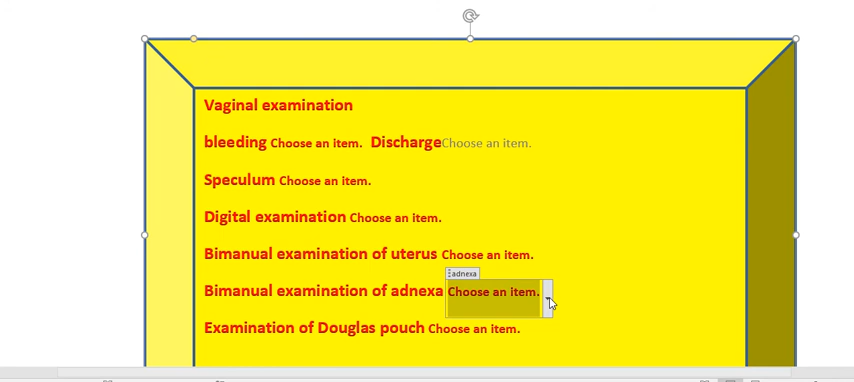 Vaginal examination
bleeding Choose an item. Discharge Choose an item.
Speculum Choose an item.
Digital examination Choose an item.
Bimanual examination of uterus Choose an item.
adnexa
Bimanual examination of adnexa Choose an item.
Examination of Douglas pouch Choose an item.